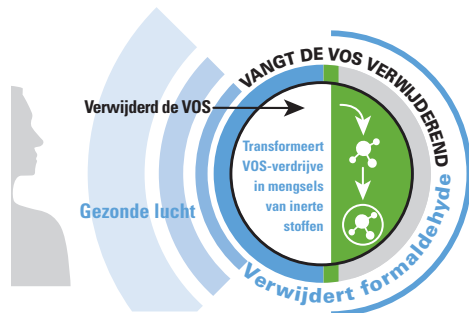 VANGT DE VOS VERWIJDEREND
Verwijderd de VOS
Transformeert
VOS-verdrijve
in mengsels
van inerte
stoffen
Gezonde lucht
Verwijdert formaldehyde